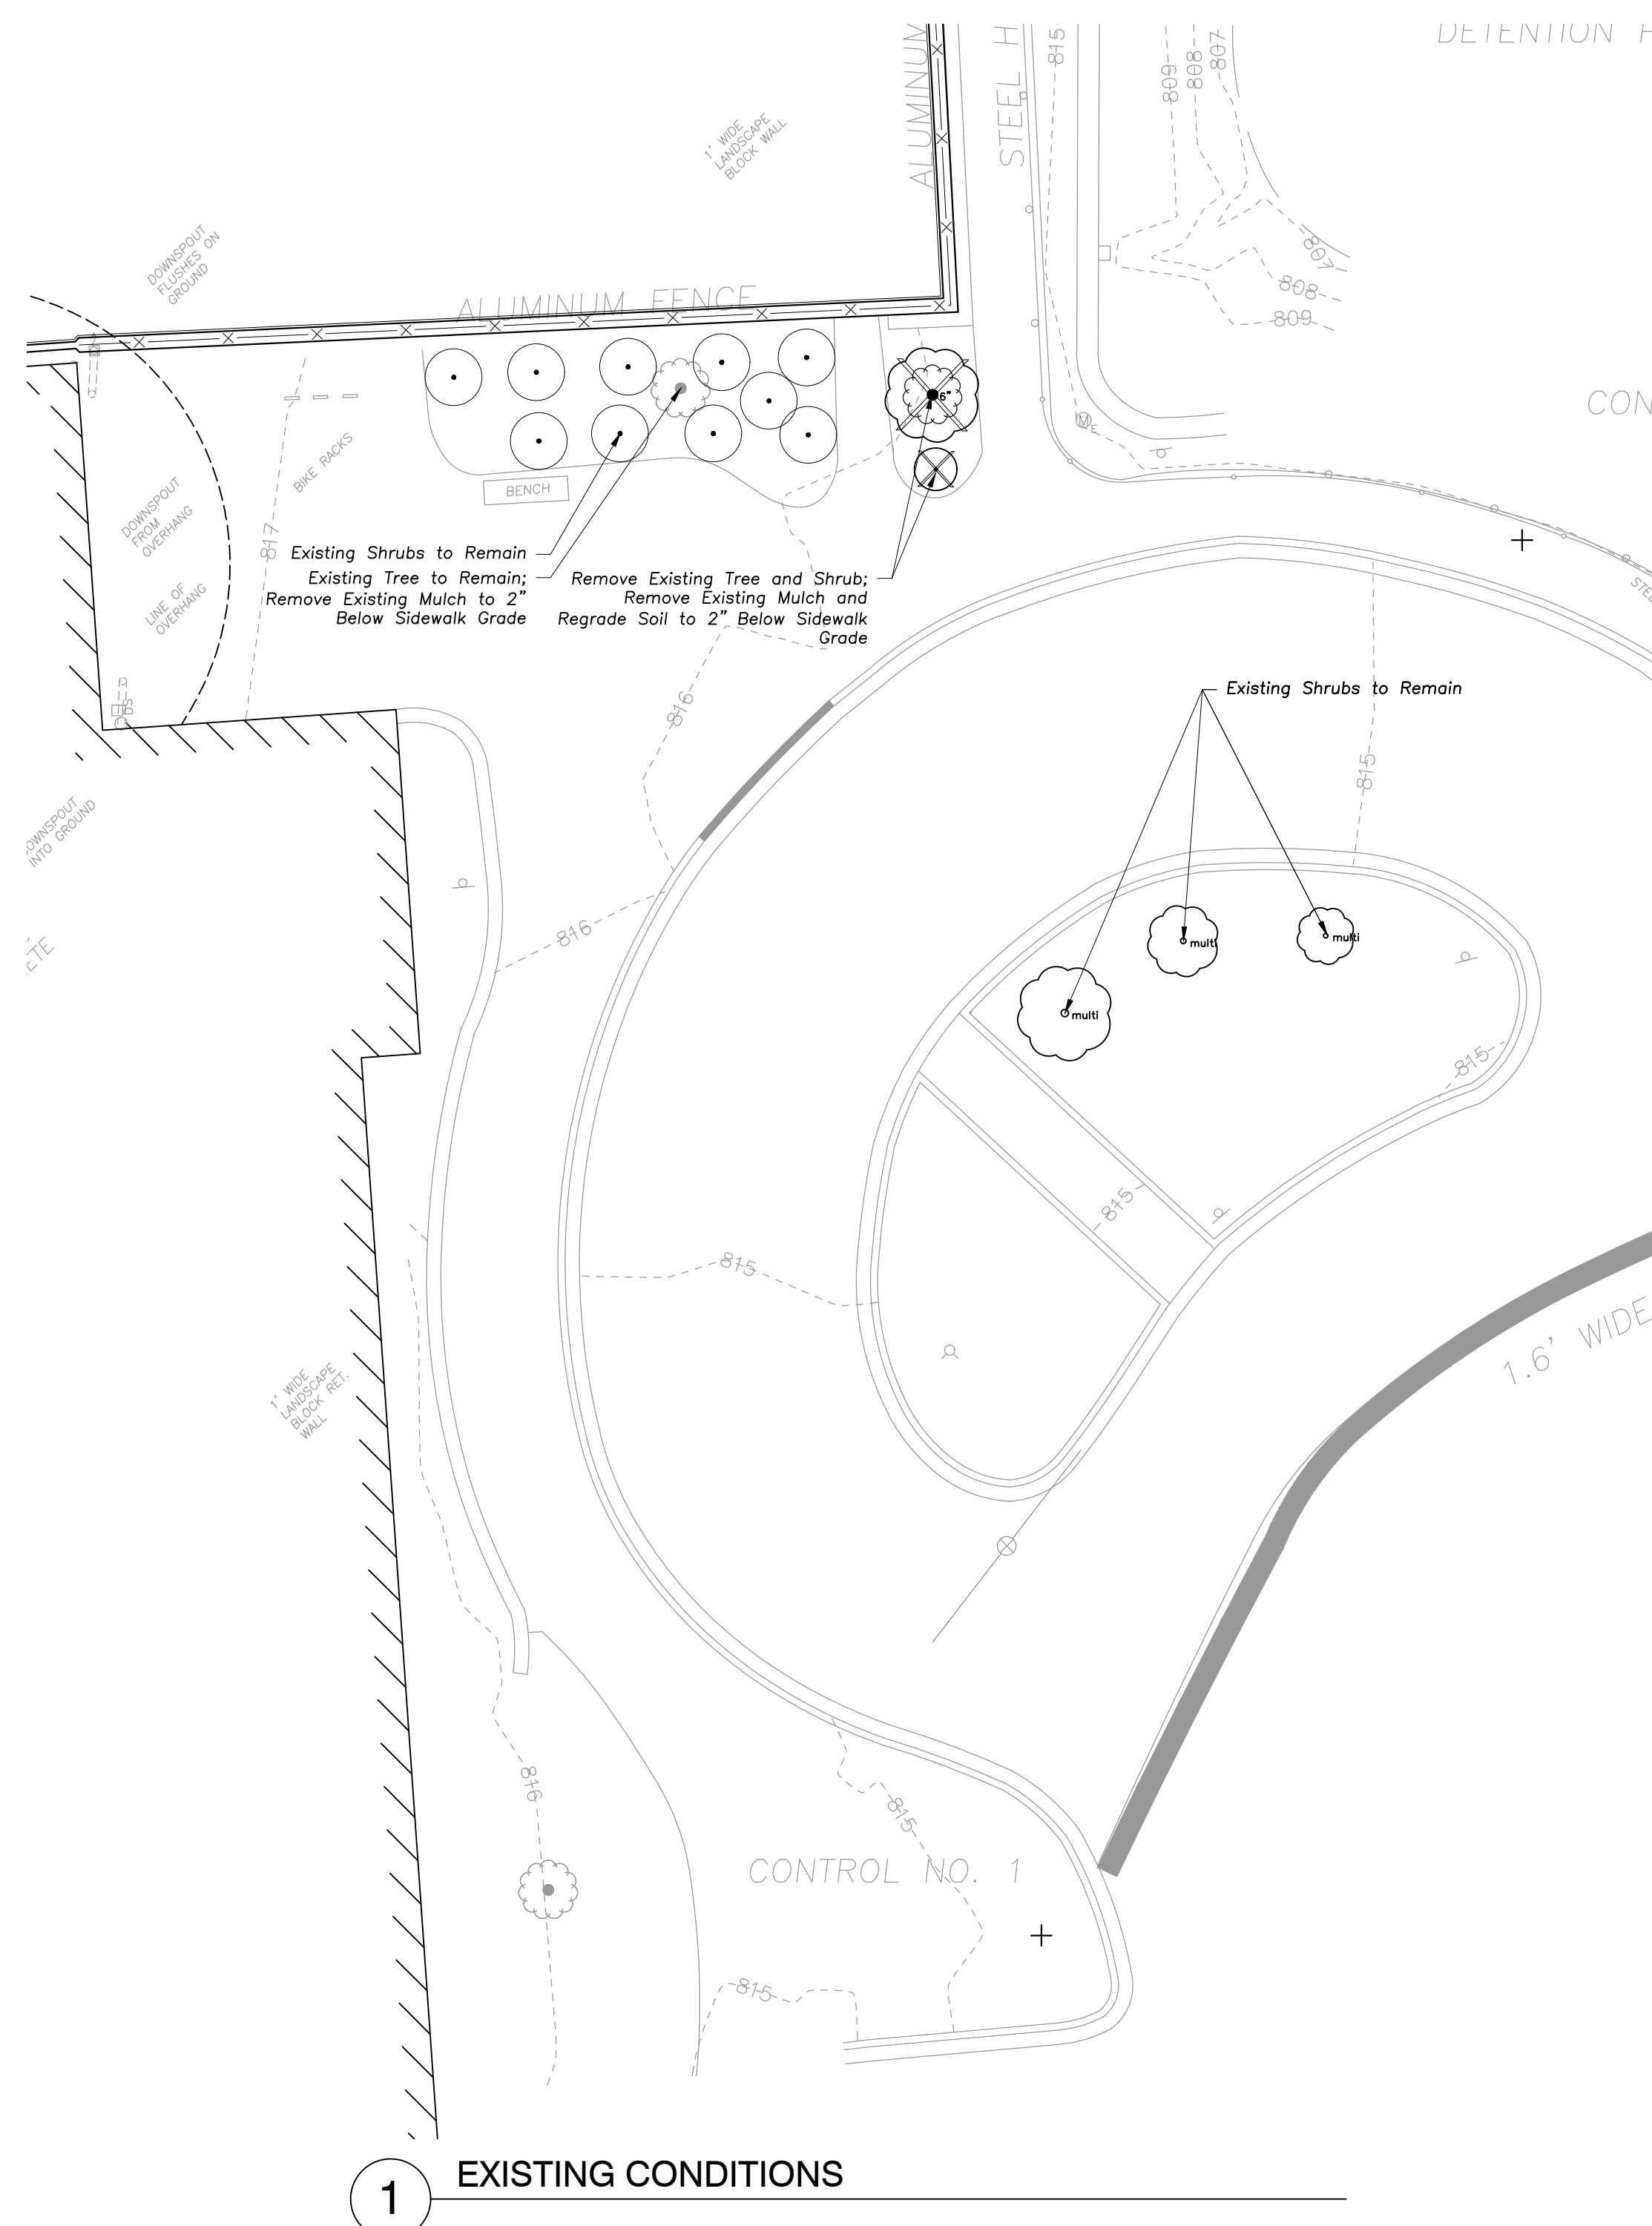 DETENTION
ALUMINUM
STEEL H
815
809
808
807
1' WIDE
LANDSCAPE
BLOCK WALL
DOWNSPOUT
FLUSHES ON
GROUND
807
808
809
ALUMINUM FENCE
CON
6"
ME
BIKE RACKS
BENCH
DOWNSPOUT
FROM
OVERHANG
817
LINE OF
OVERHANG
Existing Shrubs to Remain
Existing Tree to Remain;
Remove Existing Mulch to 2"
Below Sidewalk Grade
Remove Existing Tree and Shrub;
Remove Existing Mulch and
Regrade Soil to 2" Below Sidewalk
Grade
STEE
816
DS
Existing Shrubs to Remain
815
OWNSPOUT
INTO GROUND
816
ETE
multi
multi
multi
815
815
815
1.6' WIDE
1' WIDE
LANDSCAPE
BLOCK RET.
WALL
816
815
CONTROL NO. 1
815
1
EXISTING CONDITIONS